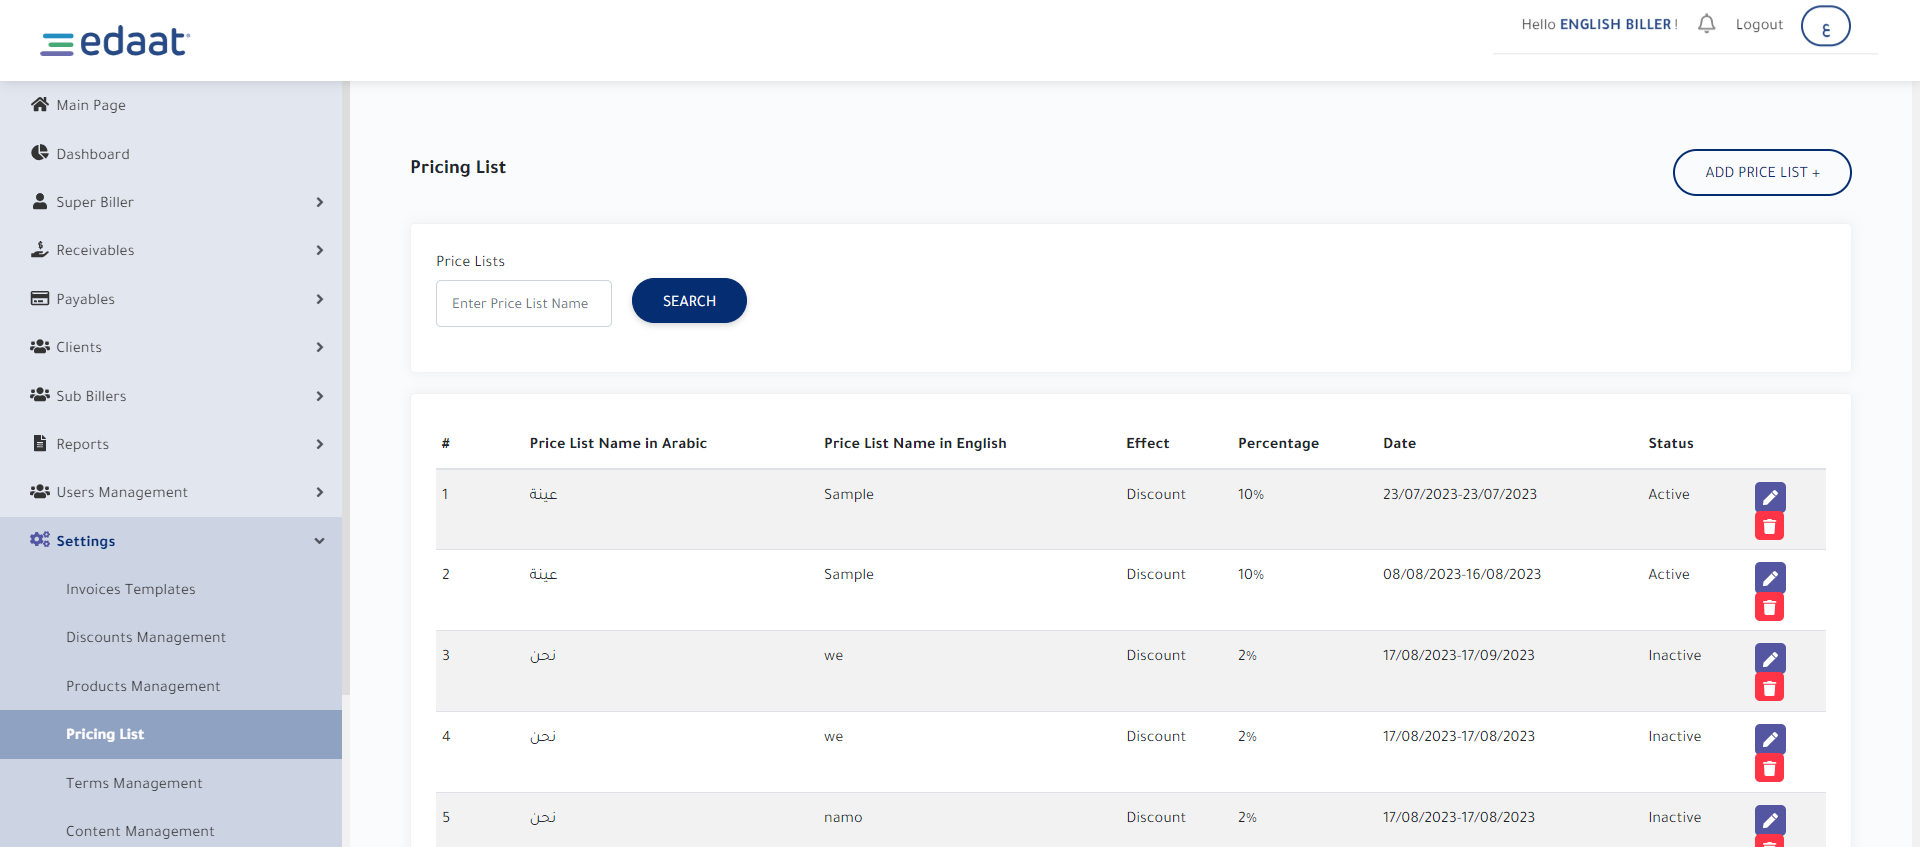 edaat
Hello ENGLISH BILLER !
Logout
ع
Main Page
Dashboard
Super Biller
Receivables
Payables
Clients
Sub Billers
Reports
Users Management
Settings
Invoices Templates
Discounts Management
Products Management
Pricing List
Terms Management
Content Management
Pricing List
ADD PRICE LIST +
Price Lists
Enter Price List Name
SEARCH
# Price List Name in Arabic Price List Name in English Effect Percentage Date Status
1 عينة Sample Discount 10% 23/07/2023-23/07/2023 Active
2 عينة Sample Discount 10% 08/08/2023-16/08/2023 Active
3 نحن we Discount 2% 17/08/2023-17/09/2023 Inactive
4 نحن we Discount 2% 17/08/2023-17/08/2023 Inactive
5 نحن namo Discount 2% 17/08/2023-17/08/2023 Inactive